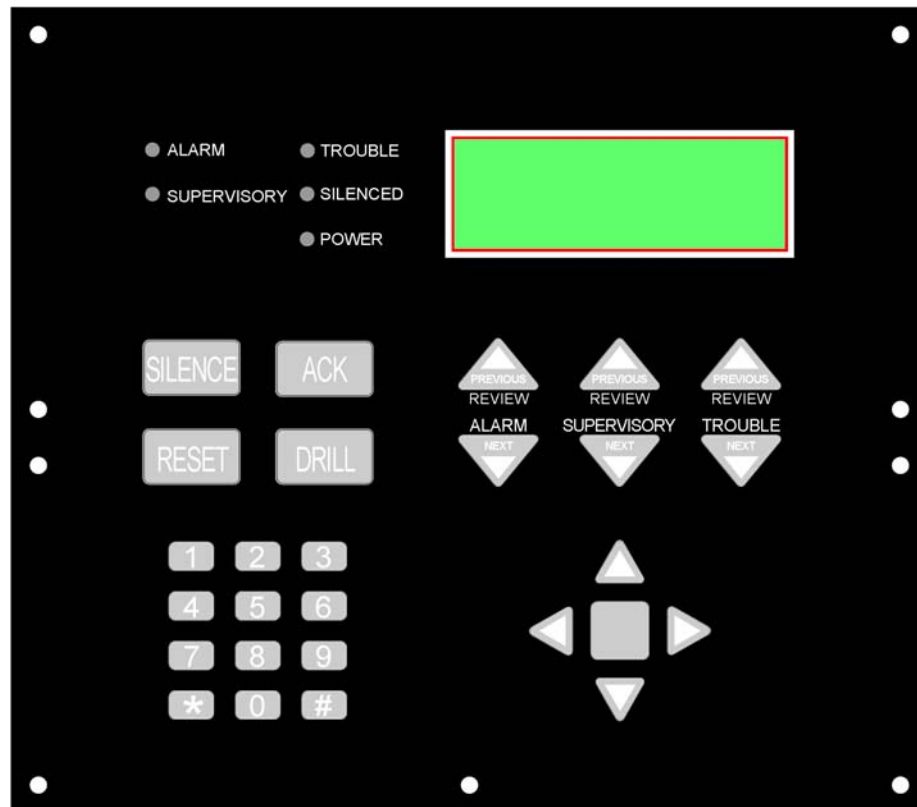 ALARM TROUBLE
SUPERVISORY SILENCED
POWER
SILENCE ACK
PREVIOUS PREVIOUS PREVIOUS
REVIEW REVIEW REVIEW
ALARM SUPERVISORY TROUBLE
NEXT NEXT NEXT
RESET DRILL
1 2 3
4 5 6
7 8 9
* 0 #